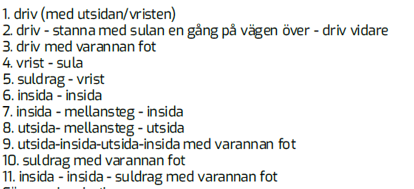 1. driv (med utsidan/vristen)
2. driv - stanna med sulan en gång på vägen över - driv vidare
3. driv med varannan fot
4. vrist - sula
5. suldrag - vrist
6. insida - insida
7. insida - mellansteg - insida
8. utsida- mellansteg - utsida
9. utsida-insida-utsida-insida med varannan fot
10. suldrag med varannan fot
11. insida - insida - suldrag med varannan fot